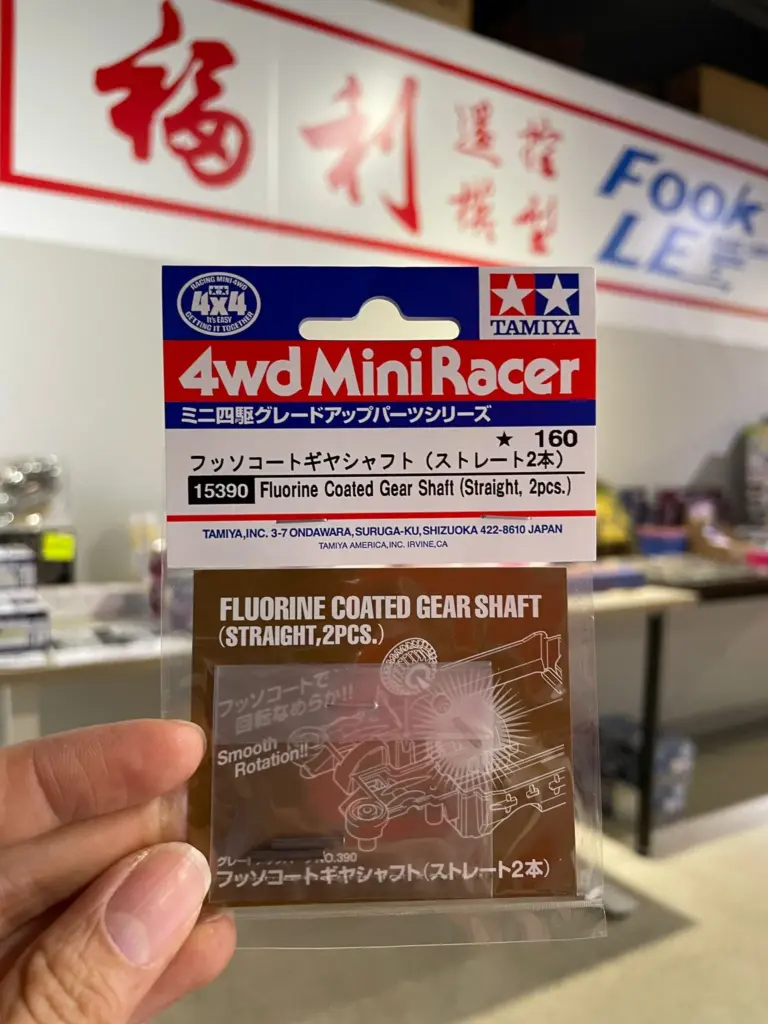 福利
遥控
模型
Fook
LE
RACING MINI 4WD
4x4
It's EASY
GETTING IT TOGETHER
TAMIYA
4wd Mini Racer
ミニ四駆グレードアップパーツシリーズ
★ 160
フッソコートギヤシャフト（ストレート2本）
15390 Fluorine Coated Gear Shaft (Straight, 2pcs.)
TAMIYA,INC. 3-7 ONDAWARA, SURUGA-KU, SHIZUOKA 422-8610 JAPAN
TAMIYA AMERICA,INC. IRVINE,CA
FLUORINE COATED GEAR SHAFT
(STRAIGHT,2PCS.)
フッソコートで
回転なめらか!!
Smooth
Rotation!!
NO.390
フッソコートギヤシャフト(ストレート2本)